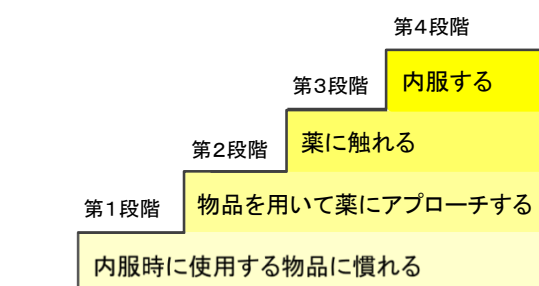 第4段階
内服する
第3段階
薬に触れる
第2段階
物品を用いて薬にアプローチする
第1段階
内服時に使用する物品に慣れる